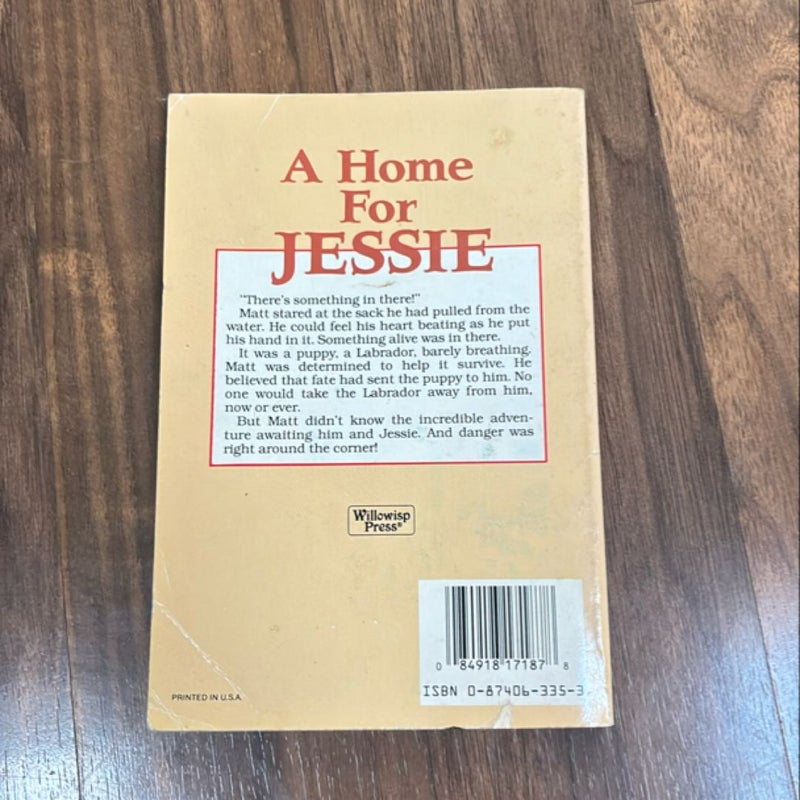 A Home
For
JESSIE
"There's something in there!"
Matt stared at the sack he had pulled from the
water. He could feel his heart beating as he put
his hand in it. Something alive was in there.
It was a puppy, a Labrador, barely breathing.
Matt was determined to help it survive. He
believed that fate had sent the puppy to him. No
one would take the Labrador away from him,
now or ever.
But Matt didn't know the incredible adven-
ture awaiting him and Jessie. And danger was
right around the corner!
Willowisp
Press®
0 84918 17187 8
ISBN 0-87406-335-3
PRINTED IN U.S.A.